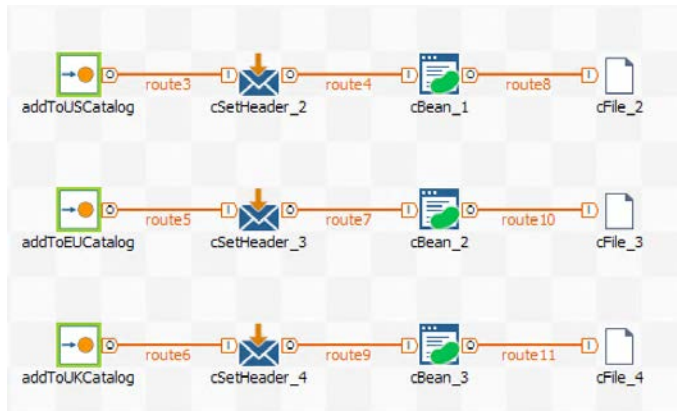 O route3 I O route4 I O route8 I
addToUSCatalog cSetHeader_2 cBean_1 cFile_2
O route5 I O route7 I O route10 I
addToEUCatalog cSetHeader_3 cBean_2 cFile_3
O route6 I O route9 I O route11 I
addToUKCatalog cSetHeader_4 cBean_3 cFile_4